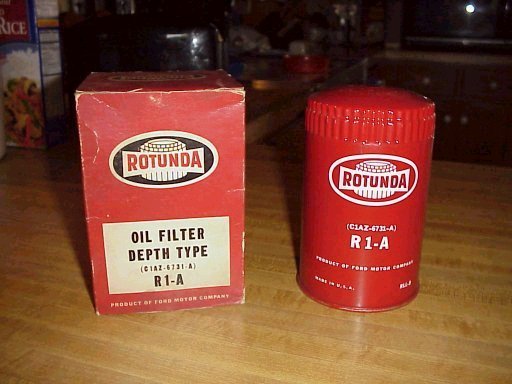 RICE
ROTUNDA
OIL FILTER
DEPTH TYPE
(C1AZ-6731-A)
R1-A
PRODUCT OF FORD MOTOR COMPANY
ROTUNDA
(C1AZ-6731-A)
R1-A
PRODUCT OF FORD MOTOR COMPANY
MADE IN U.S.A.